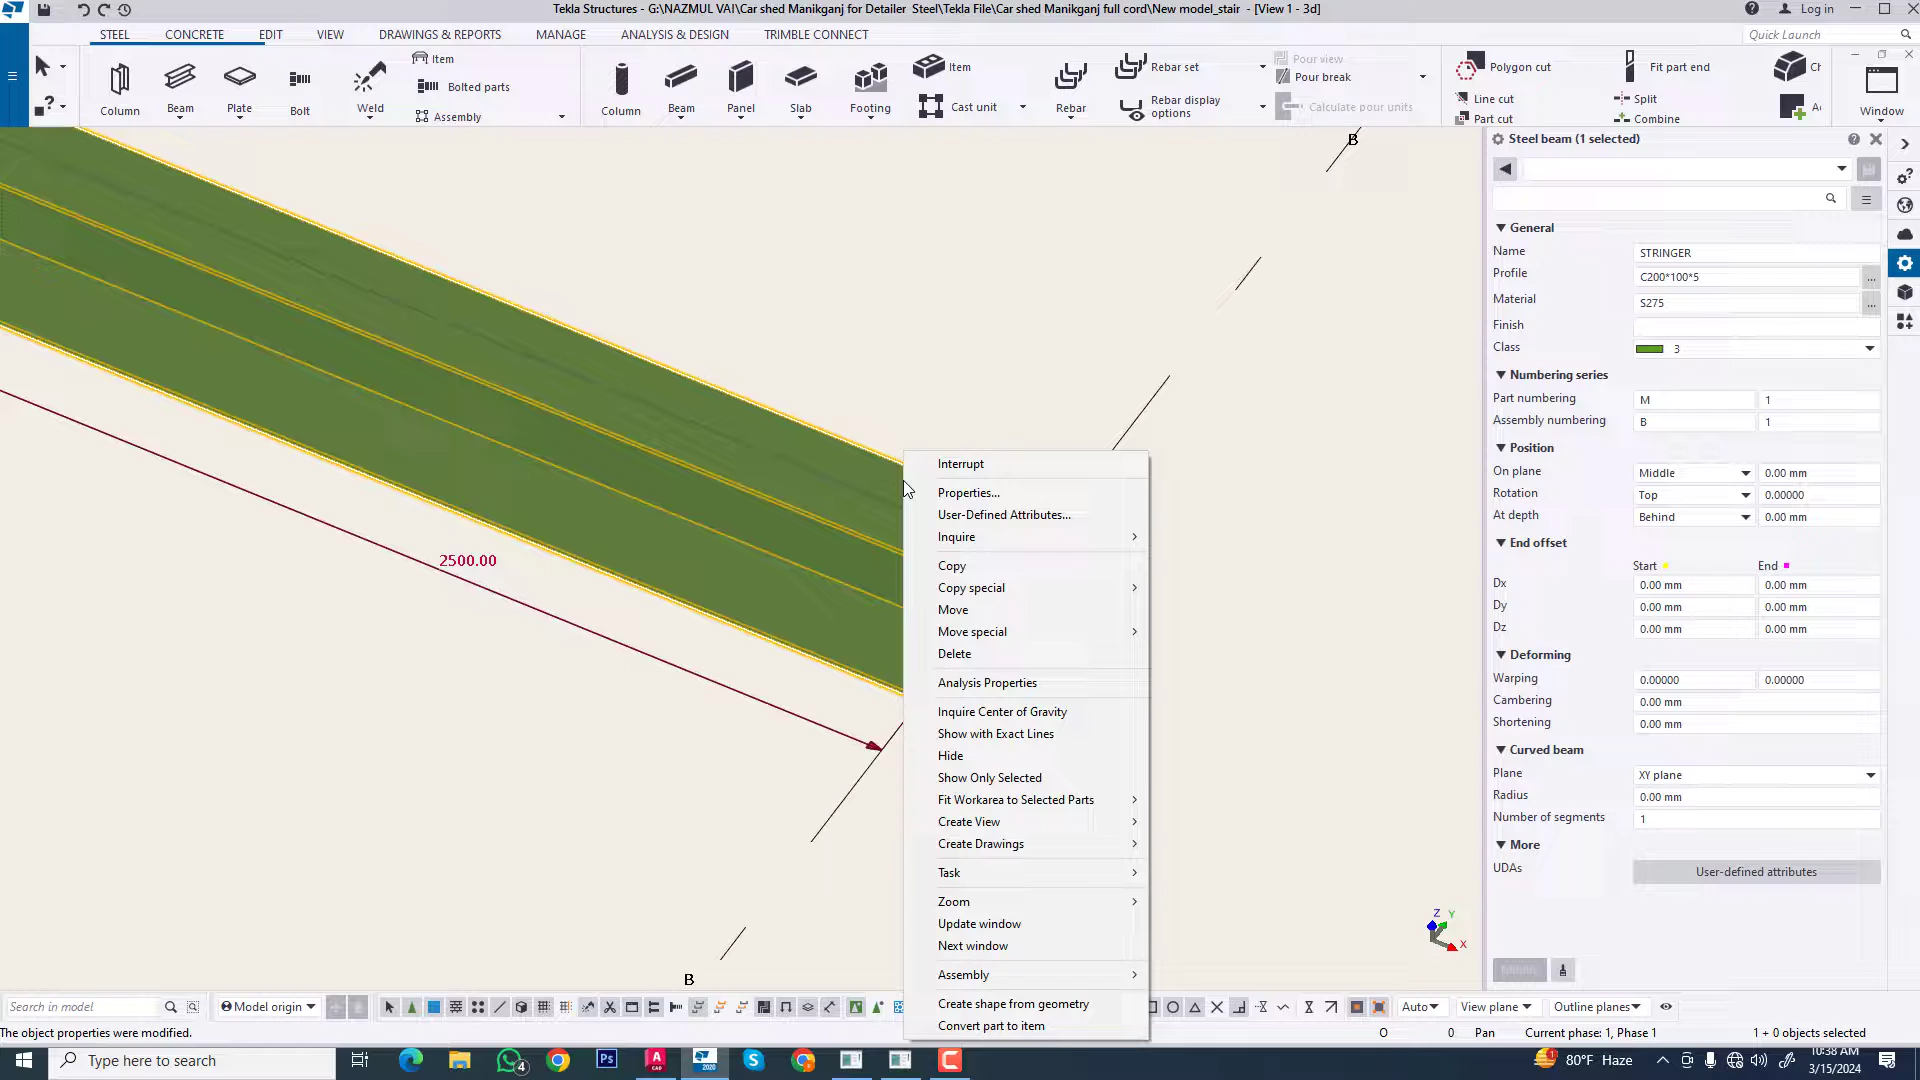 Tekla Structures - G:\NAZMUL VAI\Car shed Manikganj for Detailer Steel\Tekla File\Car shed Manikganj full cord\New model_stair - [View 1 - 3d]
Log in
STEEL CONCRETE EDIT VIEW DRAWINGS & REPORTS MANAGE ANALYSIS & DESIGN TRIMBLE CONNECT
Quick Launch
Column
Beam
Plate
Bolt
Weld
Item
Bolted parts
Assembly
Column
Beam
Panel
Slab
Footing
Item
Cast unit
Rebar
Rebar set
Rebar display
options
Pour view
Pour break
Calculate pour units
Polygon cut
Line cut
Part cut
Fit part end
Split
Combine
Window
B
2500.00
B
Z Y
X
Interrupt
Properties...
User-Defined Attributes...
Inquire
Copy
Copy special
Move
Move special
Delete
Analysis Properties
Inquire Center of Gravity
Show with Exact Lines
Hide
Show Only Selected
Fit Workarea to Selected Parts
Create View
Create Drawings
Task
Zoom
Update window
Next window
Assembly
Create shape from geometry
Convert part to item
Steel beam (1 selected)
General
Name STRINGER
Profile C200*100*5 ...
Material S275 ...
Finish
Class 3
Numbering series
Part numbering M 1
Assembly numbering B 1
Position
On plane Middle 0.00 mm
Rotation Top 0.00000
At depth Behind 0.00 mm
End offset
Start End
Dx 0.00 mm 0.00 mm
Dy 0.00 mm 0.00 mm
Dz 0.00 mm 0.00 mm
Deforming
Warping 0.00000 0.00000
Cambering 0.00 mm
Shortening 0.00 mm
Curved beam
Plane XY plane
Radius 0.00 mm
Number of segments 1
More
UDAs User-defined attributes
Search in model
Model origin
Auto
View plane
Outline planes
The object properties were modified.
O 0 Pan Current phase: 1, Phase 1 1 + 0 objects selected
Type here to search
4
Ps
2020
80°F Haze
10:38 AM
3/15/2024